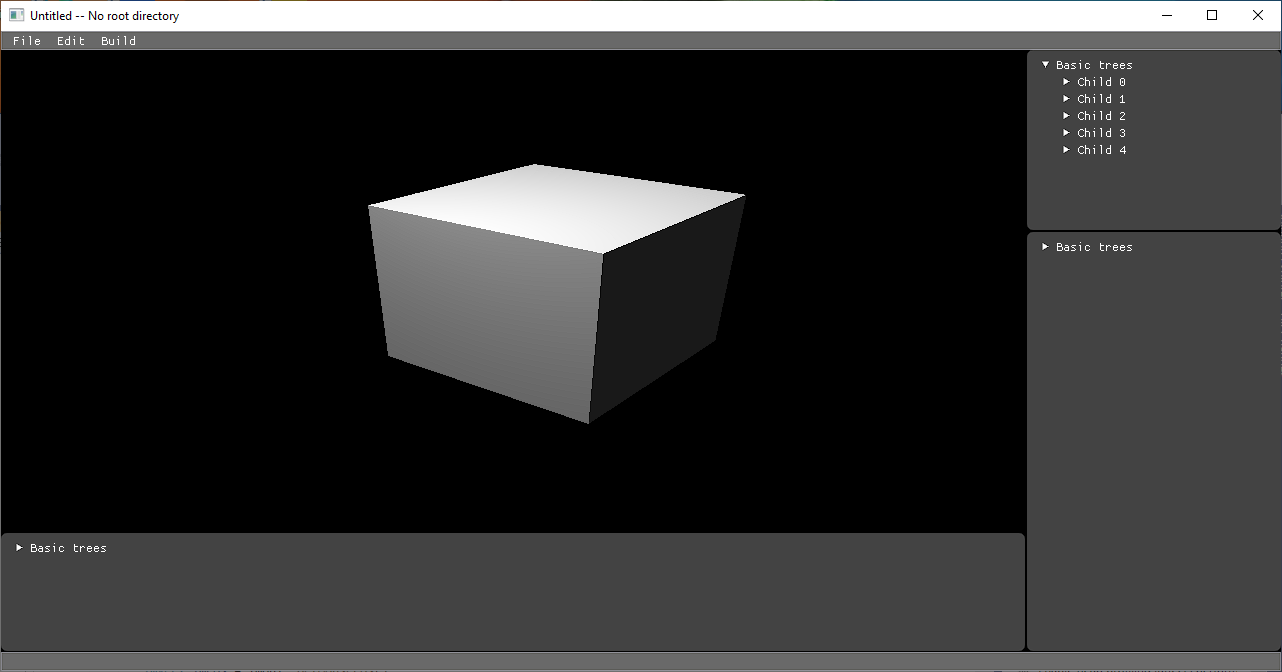 Untitled -- No root directory
File Edit Build
Basic trees
Child 0
Child 1
Child 2
Child 3
Child 4
Basic trees
Basic trees